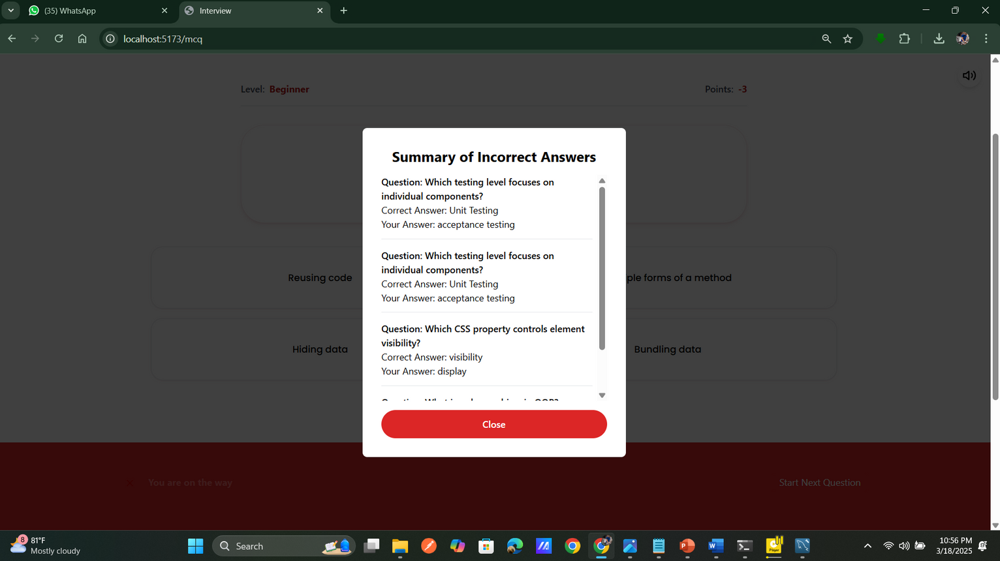 (35) WhatsApp
Interview
localhost:5173/mcq
Level: Beginner
Points: -3
Summary of Incorrect Answers
Question: Which testing level focuses on
individual components?
Correct Answer: Unit Testing
Your Answer: acceptance testing
Question: Which testing level focuses on
individual components?
Correct Answer: Unit Testing
Your Answer: acceptance testing
Question: Which CSS property controls element
visibility?
Correct Answer: visibility
Your Answer: display
Close
Reusing code
ple forms of a method
Hiding data
Bundling data
You are on the way
Start Next Question
8
81°F
Mostly cloudy
Search
Player
10:56 PM
3/18/2025